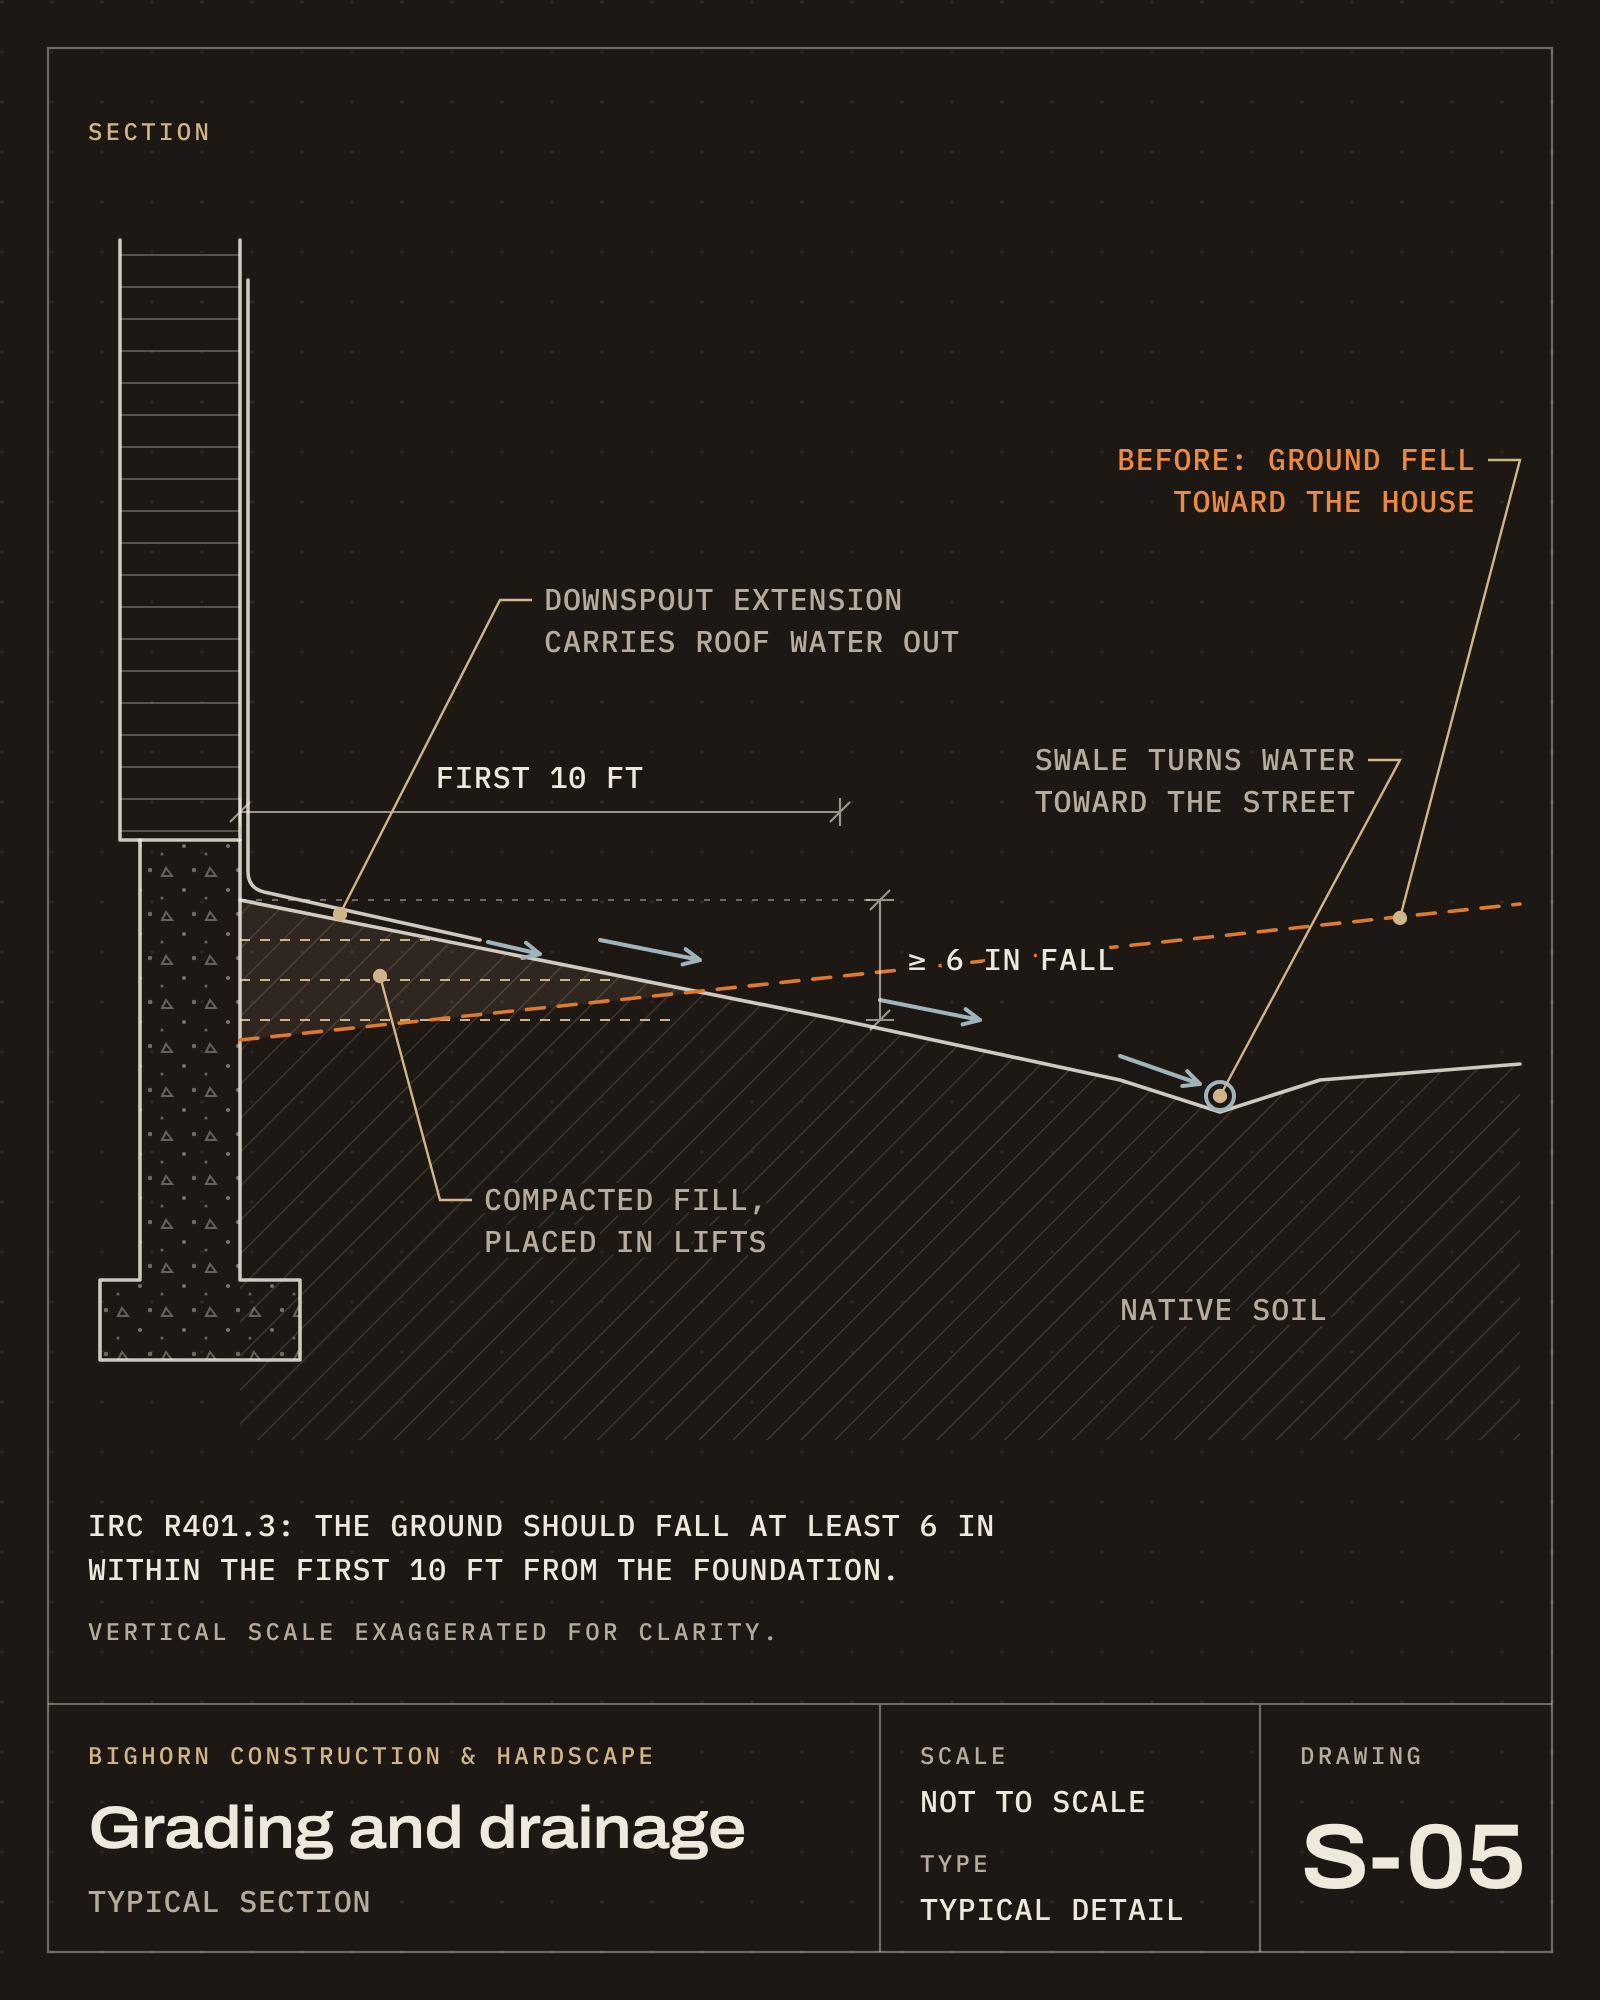 SECTION
BEFORE: GROUND FELL
TOWARD THE HOUSE
DOWNSPOUT EXTENSION
CARRIES ROOF WATER OUT
FIRST 10 FT
SWALE TURNS WATER
TOWARD THE STREET
≥ 6 IN FALL
COMPACTED FILL,
PLACED IN LIFTS
NATIVE SOIL
IRC R401.3: THE GROUND SHOULD FALL AT LEAST 6 IN
WITHIN THE FIRST 10 FT FROM THE FOUNDATION.
VERTICAL SCALE EXAGGERATED FOR CLARITY.
BIGHORN CONSTRUCTION & HARDSCAPE
Grading and drainage
TYPICAL SECTION
SCALE
NOT TO SCALE
TYPE
TYPICAL DETAIL
DRAWING
S-05